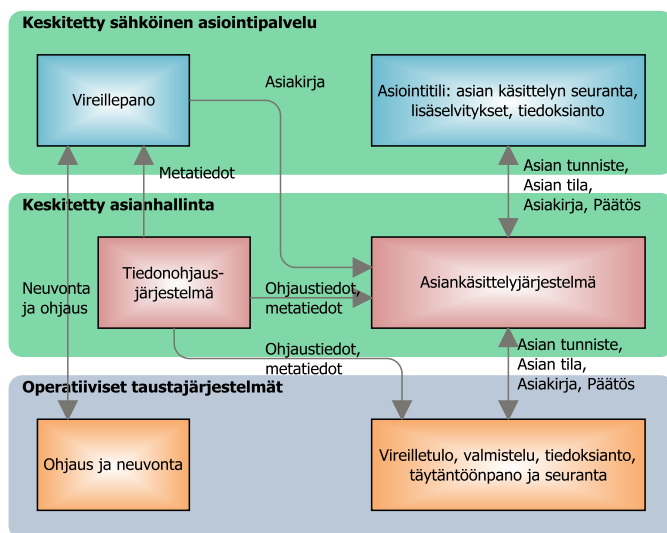 Keskitetty sähköinen asiointipalvelu
Vireillepano
Asiakirja
Asiointitili: asian käsittelyn seuranta,
lisäselvitykset, tiedoksianto
Metatiedot
Asian tunniste,
Asian tila,
Asiakirja, Päätös
Keskitetty asianhallinta
Neuvonta
ja ohjaus
Tiedonohjaus-
järjestelmä
Ohjaustiedot,
metatiedot
Asiankäsittelyjärjestelmä
Ohjaustiedot,
metatiedot
Asian tunniste,
Asian tila,
Asiakirja, Päätös
Operatiiviset taustajärjestelmät
Ohjaus ja neuvonta
Vireilletulo, valmistelu, tiedoksianto,
täytäntöönpano ja seuranta